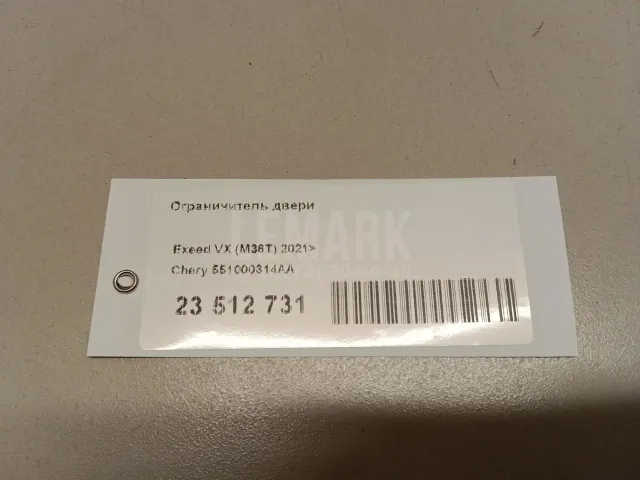 Ограничитель двери
LEMARK
Exeed VX (M36T) 2021>
Chery 551000314AA
23 512 731